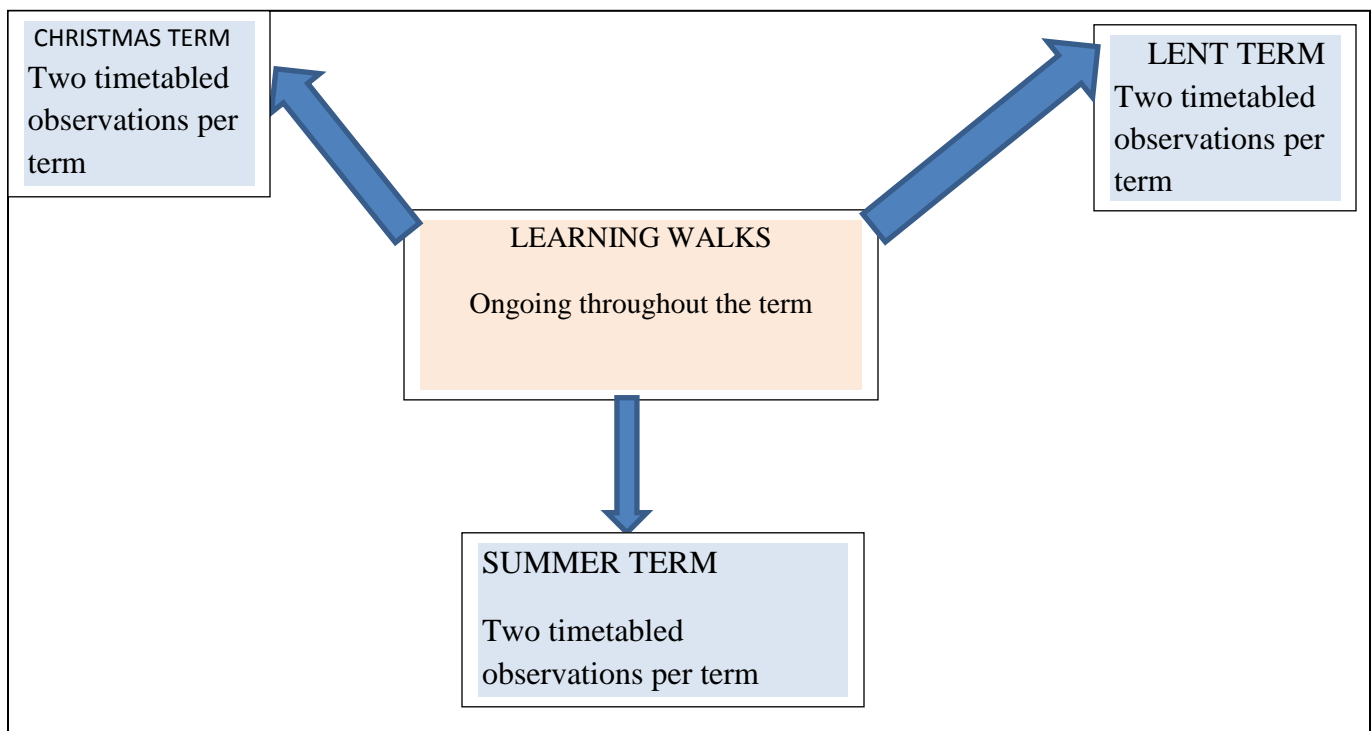 CHRISTMAS TERM
Two timetabled
observations per
term
LENT TERM
Two timetabled
observations per
term
LEARNING WALKS
Ongoing throughout the term
SUMMER TERM
Two timetabled
observations per term